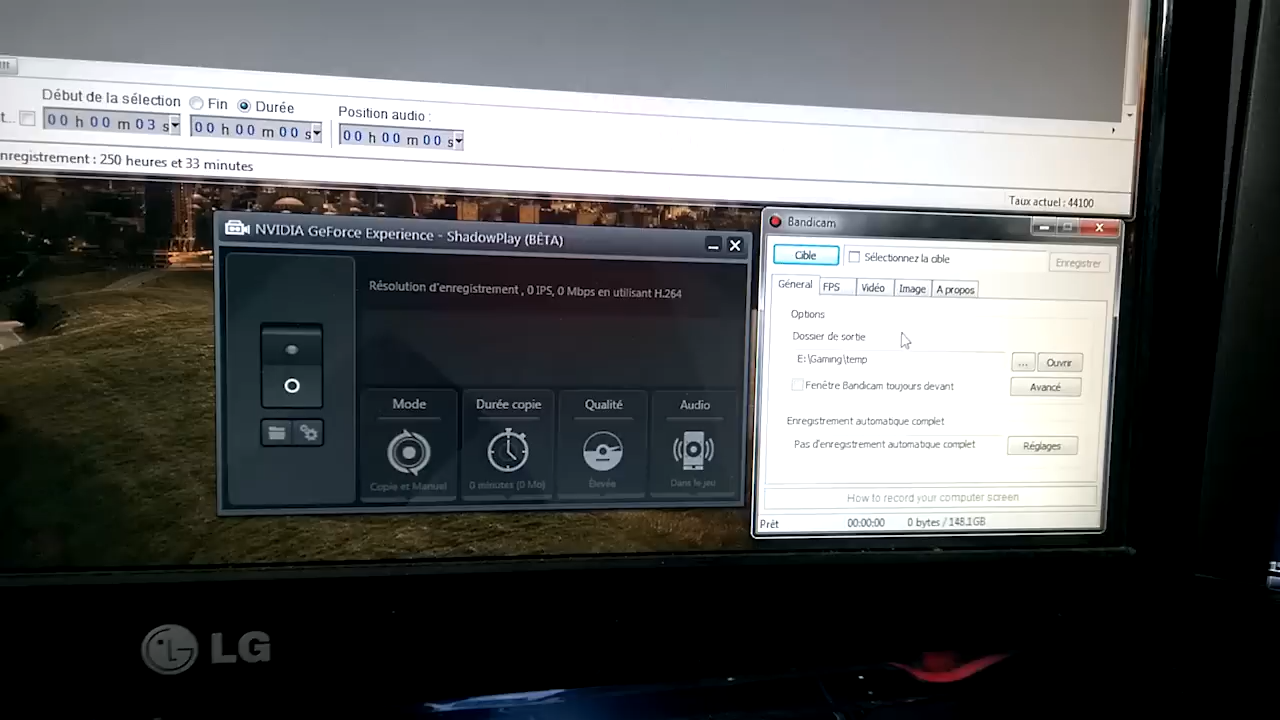 Début de la sélection Fin Durée Position audio :
t... 00 h 00 m 03 s 00 h 00 m 00 s 00 h 00 m 00 s
nregistrement : 250 heures et 33 minutes
Taux actuel : 44100
NVIDIA GeForce Experience - ShadowPlay (BÊTA)
Résolution d'enregistrement , 0 IPS, 0 Mbps en utilisant H.264
Mode Durée copie Qualité Audio
Copie et Manuel 0 minutes (0 Mo) Élevée Dans le jeu
Bandicam
Cible Sélectionnez la cible Enregistrer
Général FPS Vidéo Image A propos
Options
Dossier de sortie
E:\Gaming\temp ... Ouvrir
Fenêtre Bandicam toujours devant Avancé
Enregistrement automatique complet
Pas d'enregistrement automatique complet Réglages
How to record your computer screen
Prêt 00:00:00 0 bytes / 148.1GB
LG